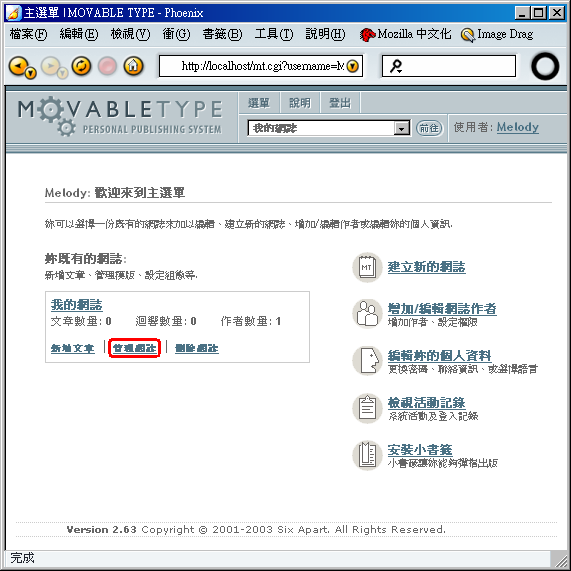 主選單 | MOVABLE TYPE - Phoenix
檔案(F) 編輯(E) 檢視(V) 衝(G) 書籤(B) 工具(T) 說明(H) Mozilla 中文化 Image Drag
http://localhost/mt.cgi?username=M
MOVABLETYPE
PERSONAL PUBLISHING SYSTEM
選單 說明 登出
我的網誌 前往 使用者: Melody
Melody: 歡迎來到主選單
妳可以選擇一份既有的網誌來加以編輯、建立新的網誌、增加/編輯作者或編輯妳的個人資訊.
妳既有的網誌:
新增文章、管理模版、設定組態等.
我的網誌
文章數量: 0 迴響數量: 0 作者數量: 1
新增文章 管理網誌 刪除網誌
MT
建立新的網誌
增加/編輯網誌作者
增加作者、設定權限
編輯妳的個人資料
更換密碼、聯絡資訊、或選擇語言
檢視活動記錄
系統活動及登入記錄
安裝小書籤
小書籤讓妳能夠彈指出版
Version 2.63 Copyright © 2001-2003 Six Apart. All Rights Reserved.
完成